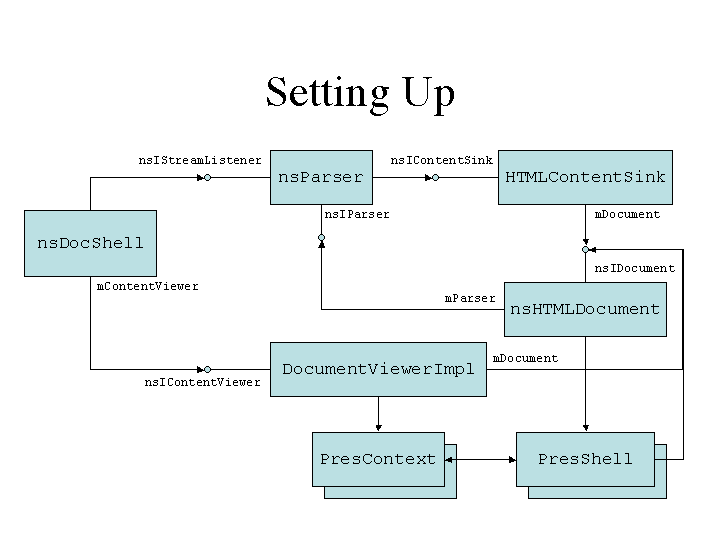 Setting Up
nsIStreamListener
nsIContentSink
nsParser
HTMLContentSink
nsIParser
mDocument
nsDocShell
nsIDocument
mContentViewer
mParser
nsHTMLDocument
mDocument
DocumentViewerImpl
nsIContentViewer
PresContext
PresShell